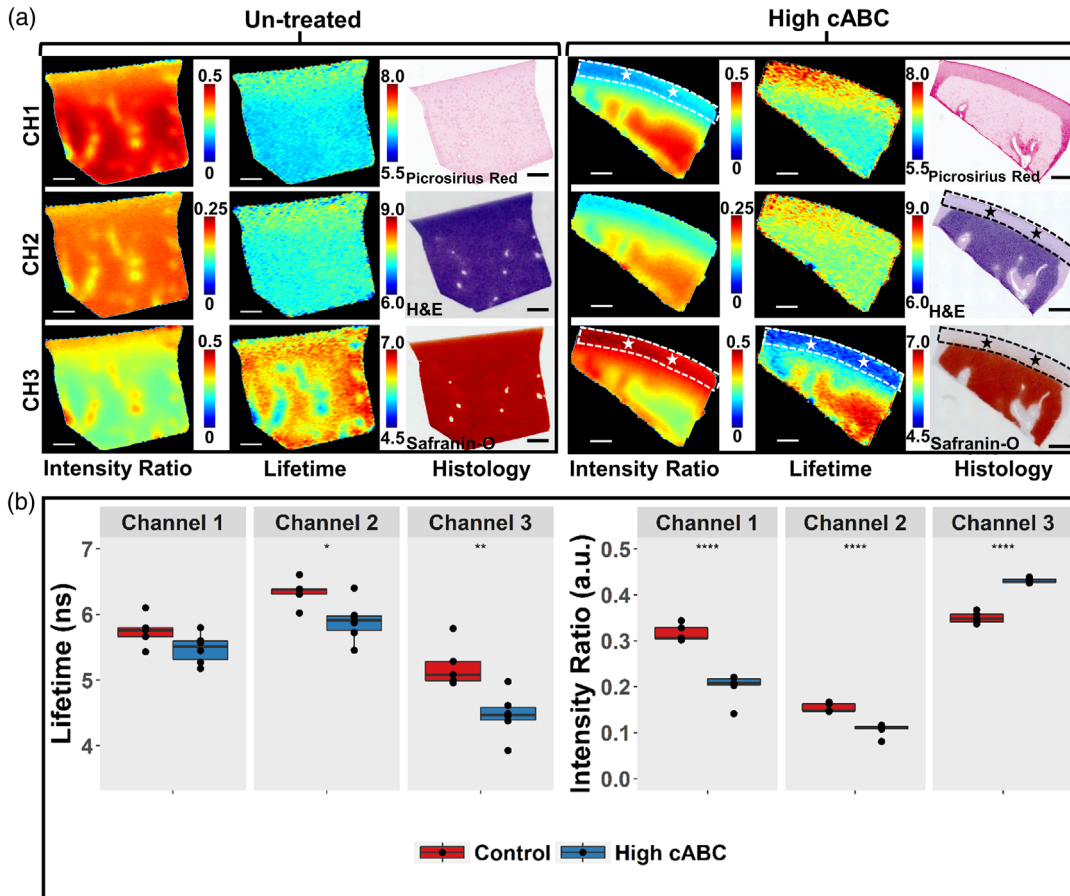 (a)
Un-treated
High cABC
CH1
0.5
0
8.0
5.5
Picrosirius Red
0.5
0
8.0
5.5
Picrosirius Red
CH2
0.25
0
9.0
6.0
H&E
0.25
0
9.0
6.0
H&E
CH3
0.5
0
7.0
4.5
Safranin-O
0.5
0
7.0
4.5
Safranin-O
Intensity Ratio Lifetime Histology
Intensity Ratio Lifetime Histology
(b)
Channel 1 Channel 2 Channel 3
* **
Lifetime (ns)
7
6
5
4
Channel 1 Channel 2 Channel 3
**** **** ****
Intensity Ratio (a.u.)
0.5
0.4
0.3
0.2
0.1
0.0
Control High cABC